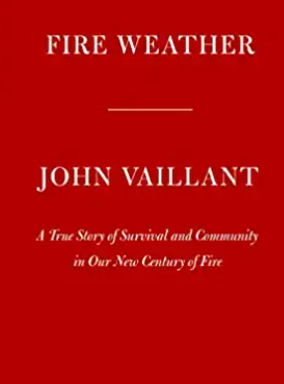 FIRE WEATHER
JOHN VAILLANT
A True Story of Survival and Community
in Our New Century of Fire